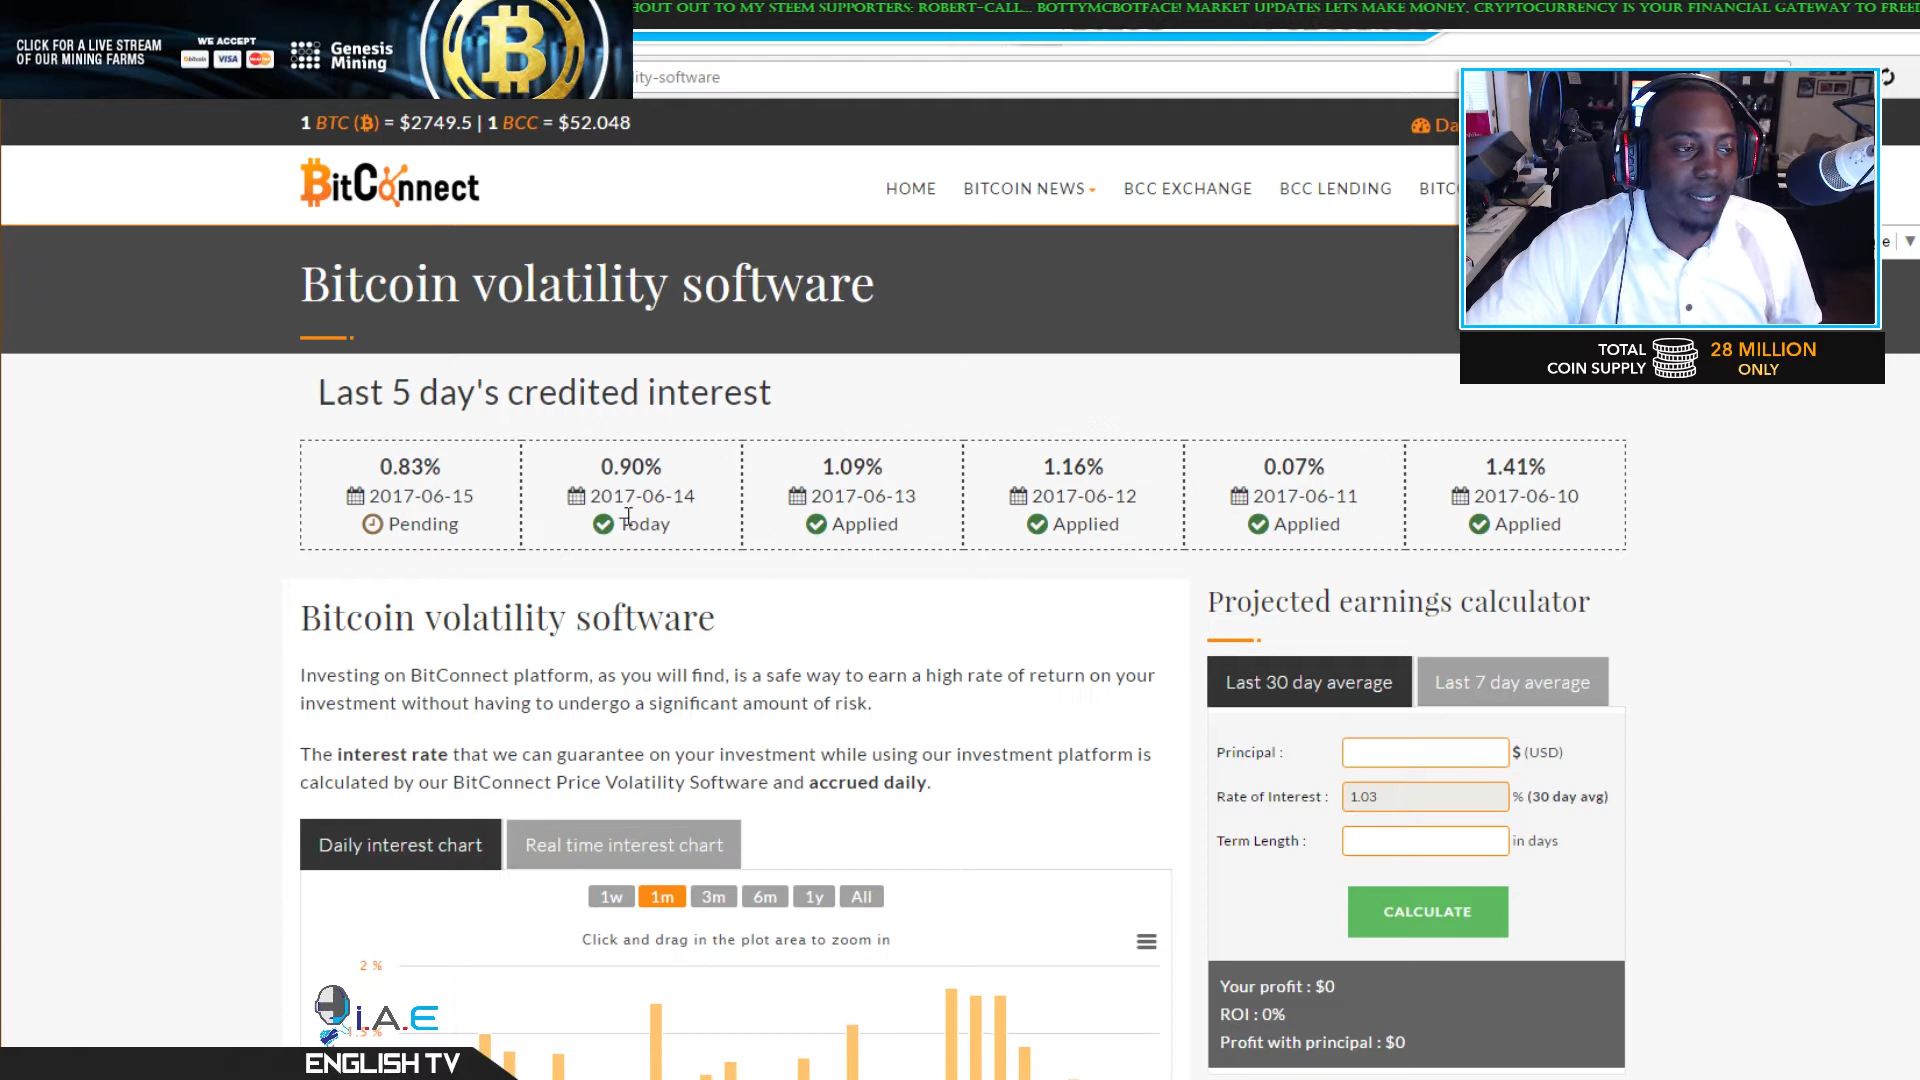 HOUT OUT TO MY STEEM SUPPORTERS: ROBERT-CALL... BOTTYMCBOTFACE! MARKET UPDATES LETS MAKE MONEY, CRYPTOCURRENCY IS YOUR FINANCIAL GATEWAY TO FREED
CLICK FOR A LIVE STREAM
OF OUR MINING FARMS
WE ACCEPT
bitcoin
VISA
Genesis
Mining
ity-software
1 BTC (₿) = $2749.5 | 1 BCC = $52.048
Da
BitConnect
HOME
BITCOIN NEWS
BCC EXCHANGE
BCC LENDING
BITC
e
Bitcoin volatility software
TOTAL
COIN SUPPLY
28 MILLION
ONLY
Last 5 day's credited interest
0.83%
2017-06-15
Pending
0.90%
2017-06-14
Today
1.09%
2017-06-13
Applied
1.16%
2017-06-12
Applied
0.07%
2017-06-11
Applied
1.41%
2017-06-10
Applied
Bitcoin volatility software
Investing on BitConnect platform, as you will find, is a safe way to earn a high rate of return on your
investment without having to undergo a significant amount of risk.
The interest rate that we can guarantee on your investment while using our investment platform is
calculated by our BitConnect Price Volatility Software and accrued daily.
Daily interest chart
Real time interest chart
1w 1m 3m 6m 1y All
Click and drag in the plot area to zoom in
2 %
i.A.E
ENGLISH TV
Projected earnings calculator
Last 30 day average
Last 7 day average
Principal :
$ (USD)
Rate of Interest :
1.03
% (30 day avg)
Term Length :
in days
CALCULATE
Your profit : $0
ROI : 0%
Profit with principal : $0